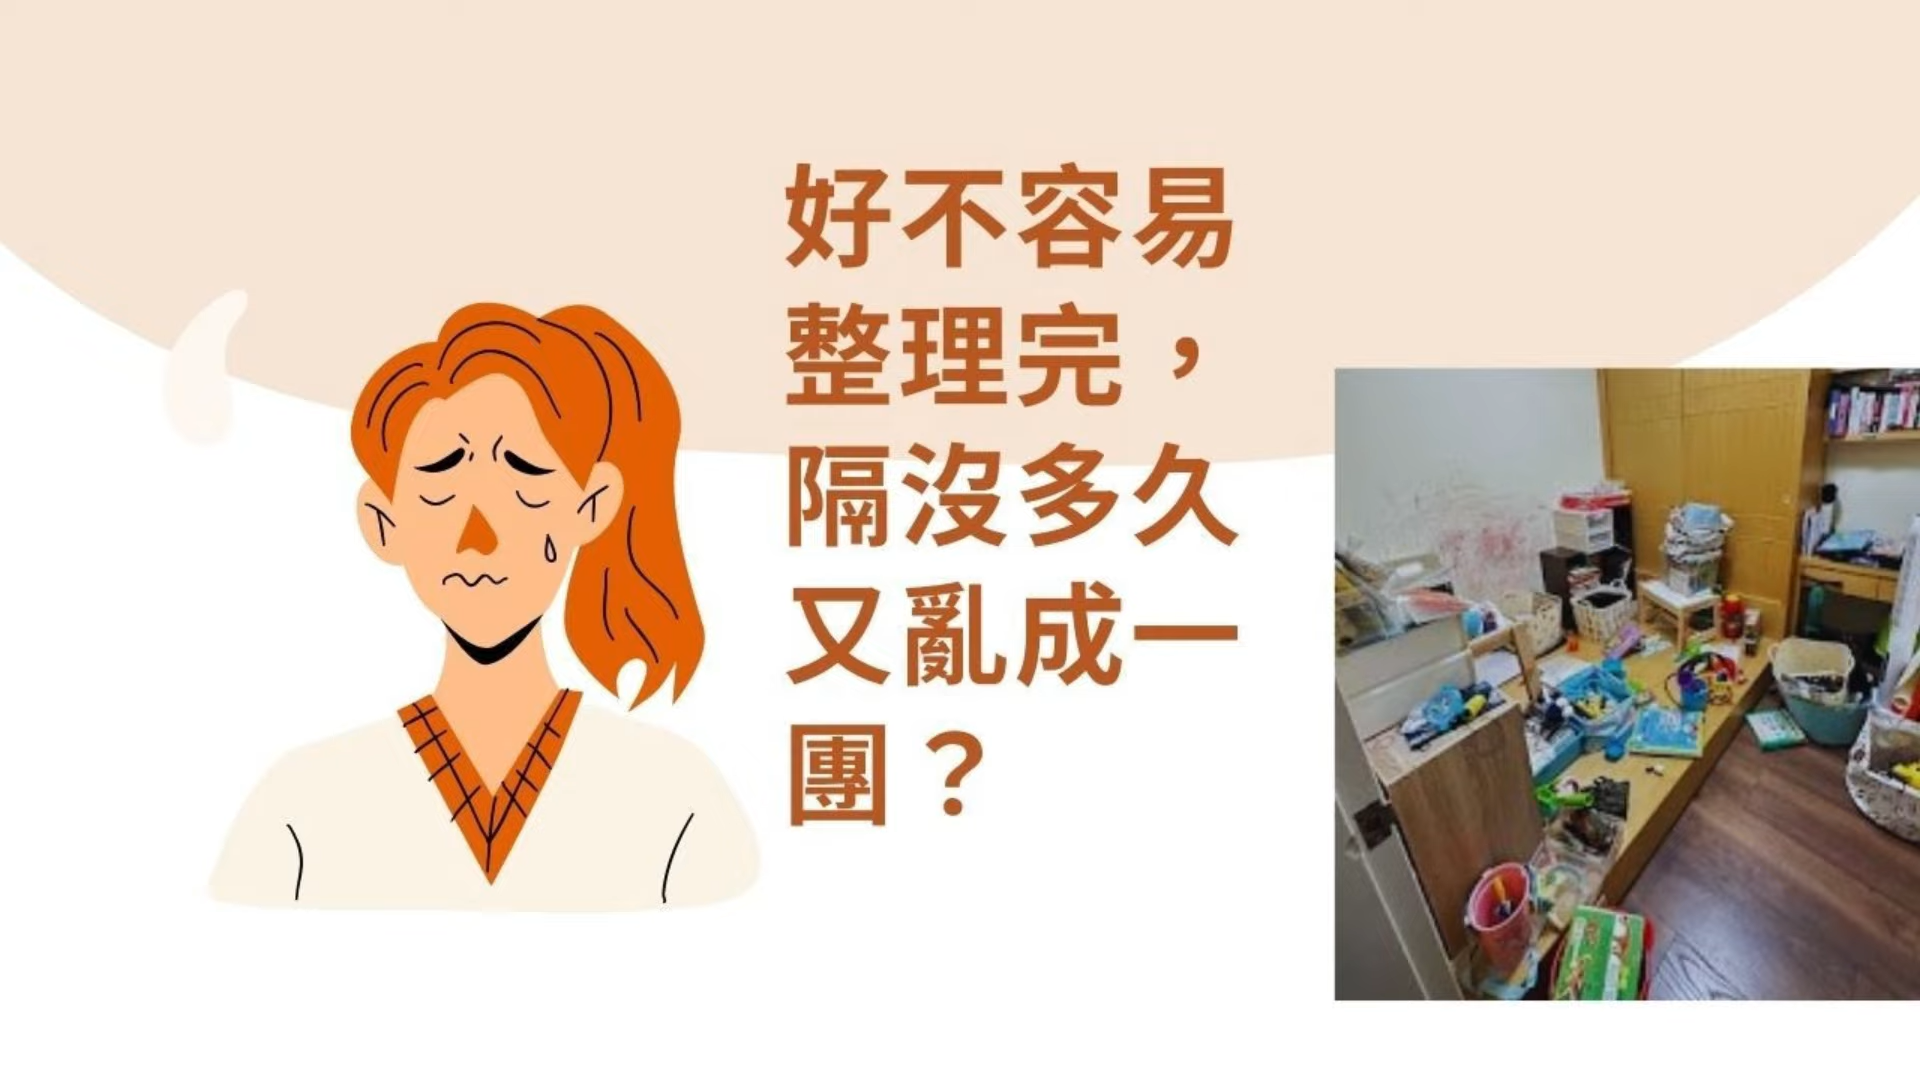 好不容易
整理完，
隔沒多久
又亂成一
團？